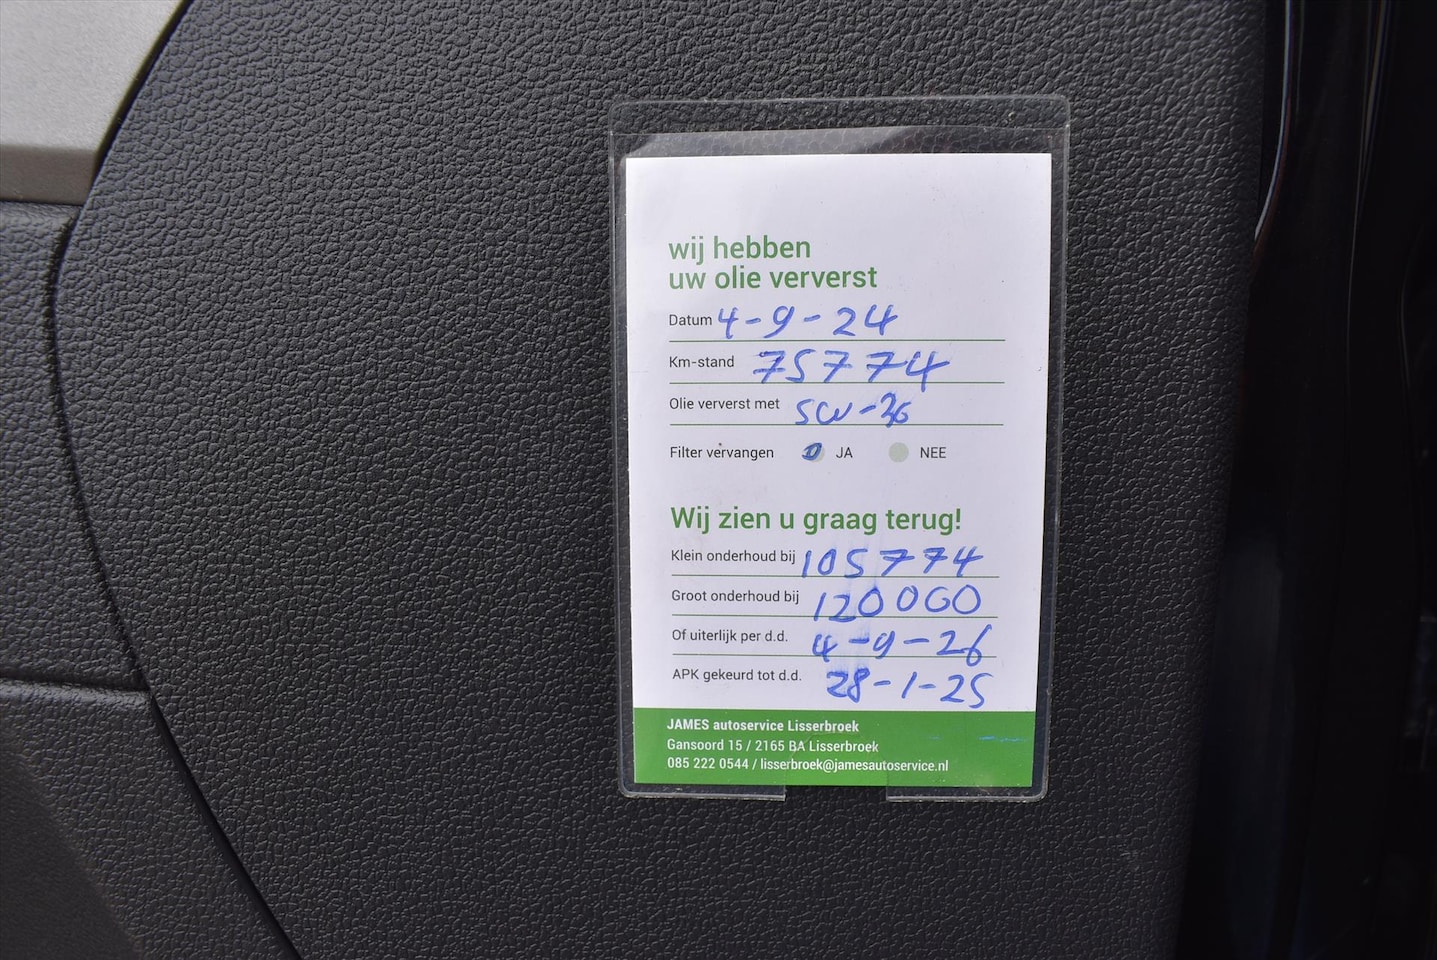 wij hebben
uw olie ververst
Datum 4-9-24
Km-stand 75774
Olie ververst met 5W-30
Filter vervangen JA NEE
Wij zien u graag terug!
Klein onderhoud bij 105774
Groot onderhoud bij 120000
Of uiterlijk per d.d. 4-9-26
APK gekeurd tot d.d. 28-1-25
JAMES autoservice Lisserbroek
Gansoord 15 / 2165 BA Lisserbroek
085 222 0544 / lisserbroek@jamesautoservice.nl